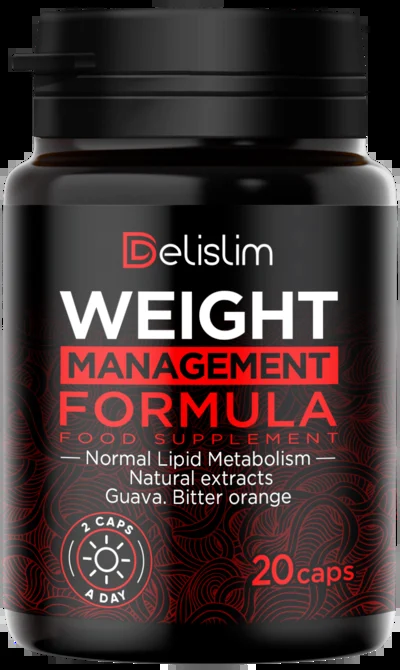 Delislim
WEIGHT
MANAGEMENT
FORMULA
FOOD SUPPLEMENT
Normal Lipid Metabolism
Natural extracts
Guava. Bitter orange
2 CAPS
A DAY
20 caps